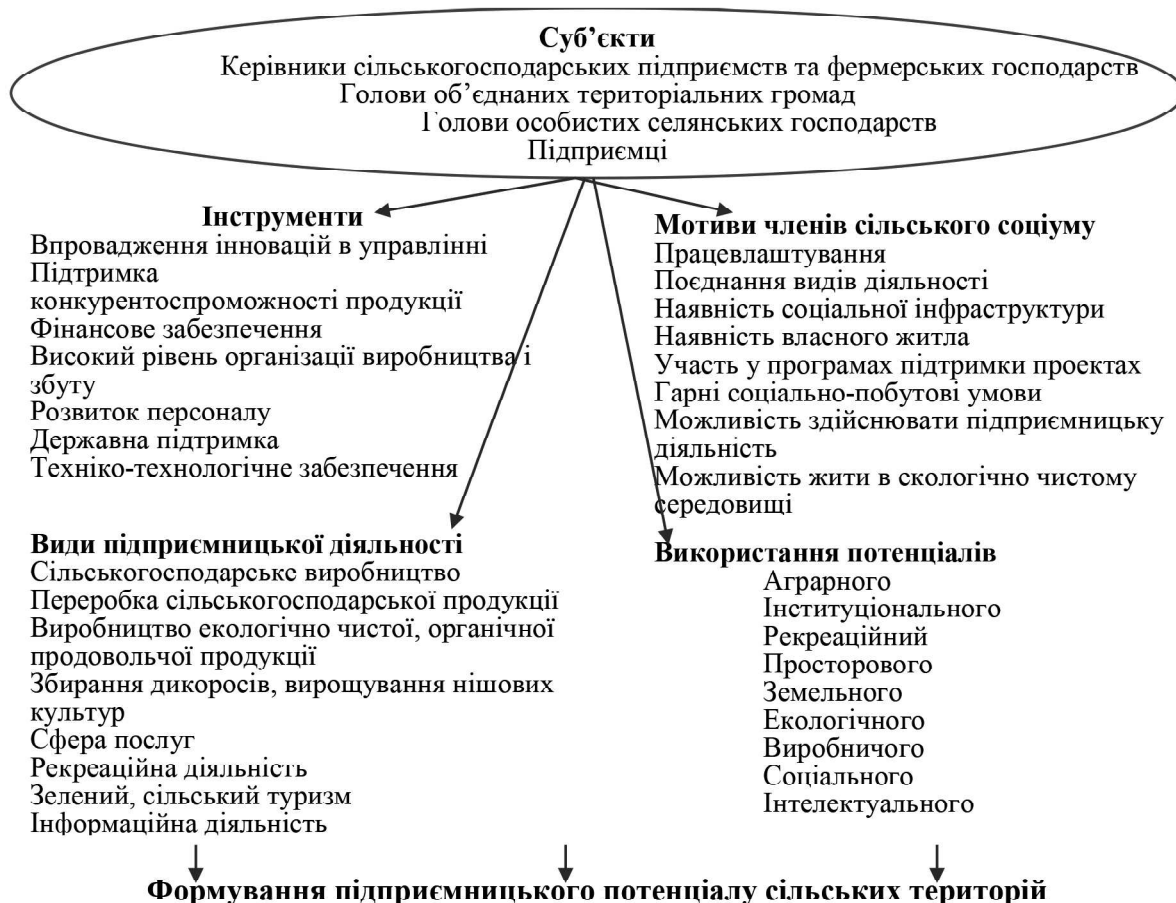 Суб’єкти
Керівники сільськогосподарських підприємств та фермерських господарств
Голови об’єднаних територіальних громад
Голови особистих селянських господарств
Підприємці
Інструменти
Впровадження інновацій в управлінні
Підтримка
конкурентоспроможності продукції
Фінансове забезпечення
Високий рівень організації виробництва і
збуту
Розвиток персоналу
Державна підтримка
Техніко-технологічне забезпечення
Мотиви членів сільського соціуму
Працевлаштування
Поєднання видів діяльності
Наявність соціальної інфраструктури
Наявність власного житла
Участь у програмах підтримки проектах
Гарні соціально-побутові умови
Можливість здійснювати підприємницьку
діяльність
Можливість жити в екологічно чистому
середовищі
Види підприємницької діяльності
Сільськогосподарське виробництво
Переробка сільськогосподарської продукції
Виробництво екологічно чистої, органічної
продовольчої продукції
Збирання дикоросів, вирощування нішових
культур
Сфера послуг
Рекреаційна діяльність
Зелений, сільський туризм
Інформаційна діяльність
Використання потенціалів
Аграрного
Інституціонального
Рекреаційний
Просторового
Земельного
Екологічного
Виробничого
Соціального
Інтелектуального
Формування підприємницького потенціалу сільських територій